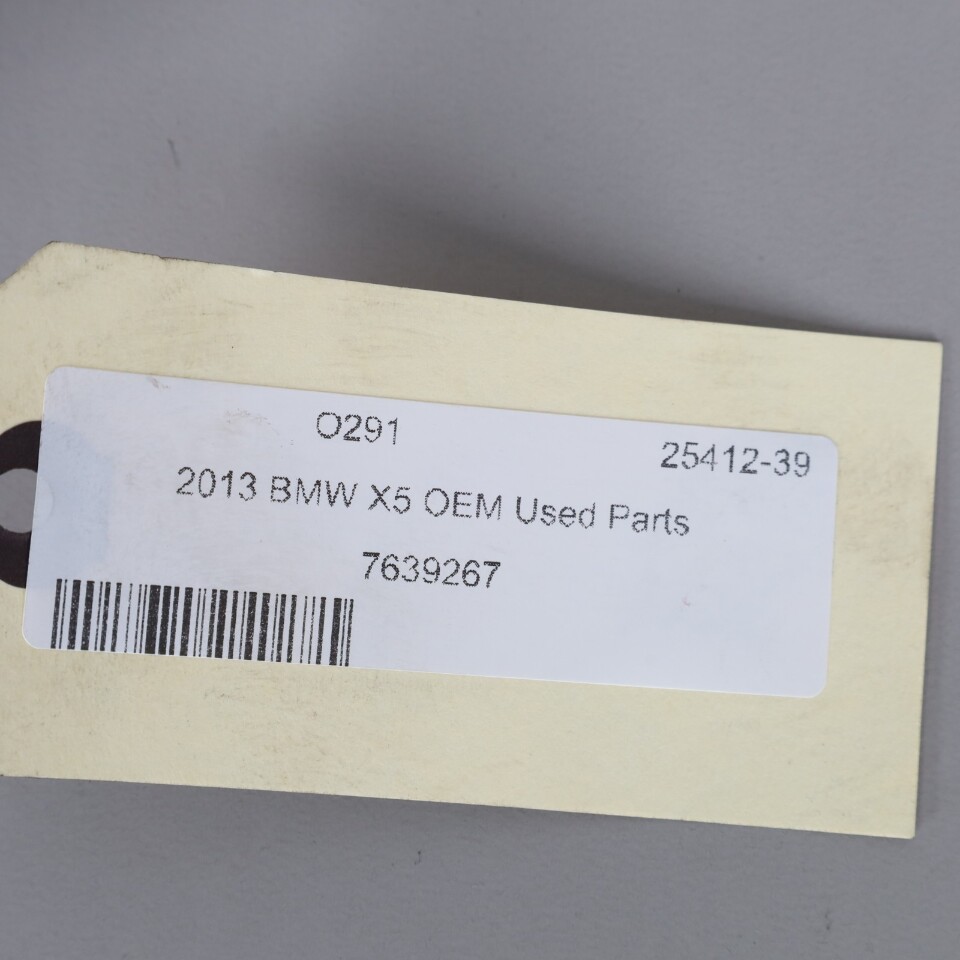 O291
25412-39
2013 BMW X5 OEM Used Parts
7639267